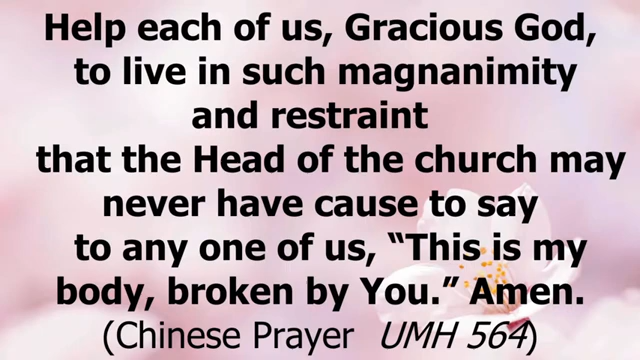 Help each of us, Gracious God,
to live in such magnanimity
and restraint
that the Head of the church may
never have cause to say
to any one of us, “This is my
body, broken by You.” Amen.
(Chinese Prayer UMH 564)